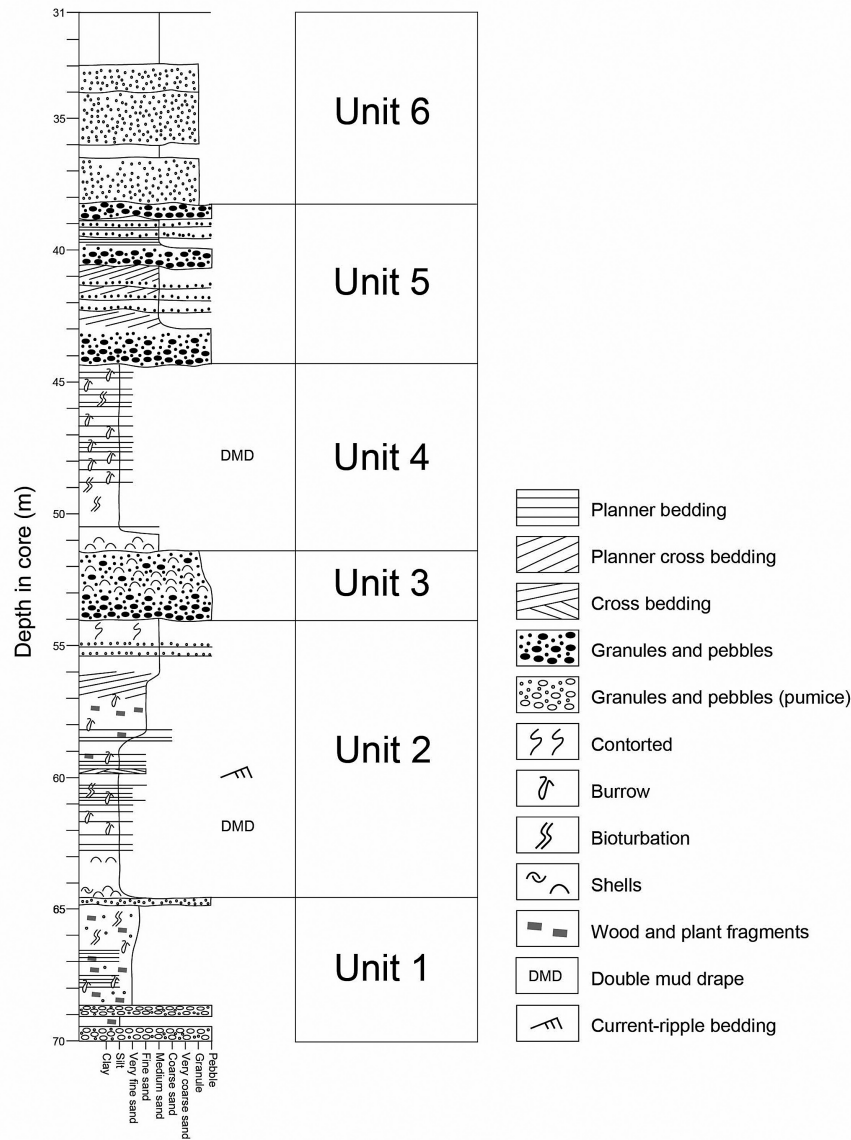 31
35
40
45
50
55
60
65
70
Depth in core (m)
Unit 6
Unit 5
Unit 4
DMD
Unit 3
Unit 2
DMD
Unit 1
Clay
Silt
Very fine sand
Fine sand
Medium sand
Coarse sand
Very coarse sand
Granule
Pebble
Planner bedding
Planner cross bedding
Cross bedding
Granules and pebbles
Granules and pebbles (pumice)
Contorted
Burrow
Bioturbation
Shells
Wood and plant fragments
DMD Double mud drape
Current-ripple bedding